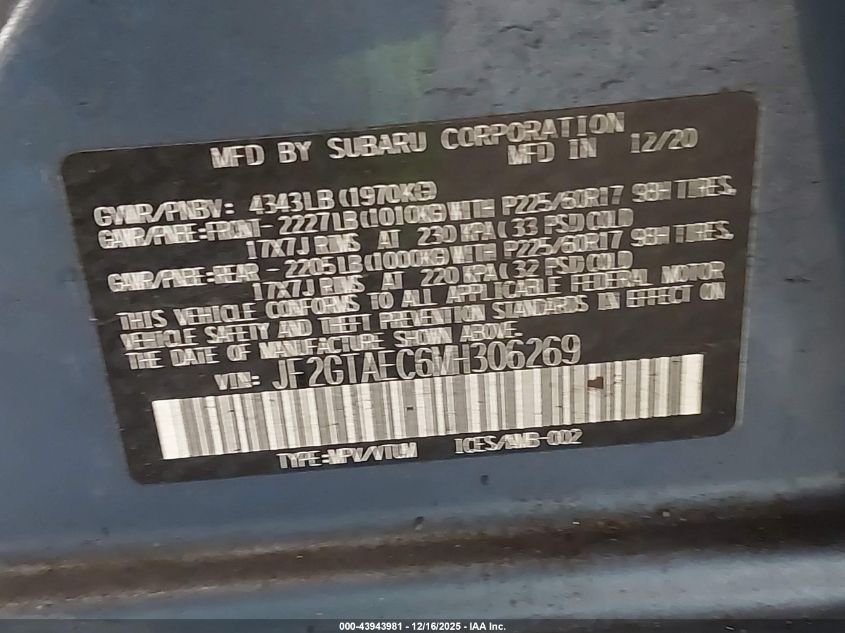 MFD BY SUBARU CORPORATION
MFD IN 12/20
GVWR/PNBV: 4343LB(1970KG)
GAWR/PNBE:FRONT-2227LB(1010KG)WITH P225/60R17 98H TIRES.
17X7J RIMS AT 230 KPA( 33 PSI)COLD
GAWR/PNBE:REAR -2205LB(1000KG)WITH P225/60R17 98H TIRES.
17X7J RIMS AT 220 KPA( 32 PSI)COLD
THIS VEHICLE CONFORMS TO ALL APPLICABLE FEDERAL MOTOR
VEHICLE SAFETY AND THEFT PREVENTION STANDARDS IN EFFECT ON
THE DATE OF MANUFACTURE SHOWN ABOVE.
VIN: JF2GTAEC6MH306269
TYPE:MPV/VTUM ICES/NMB-002
000-43943981 - 12/16/2025 - IAA Inc.